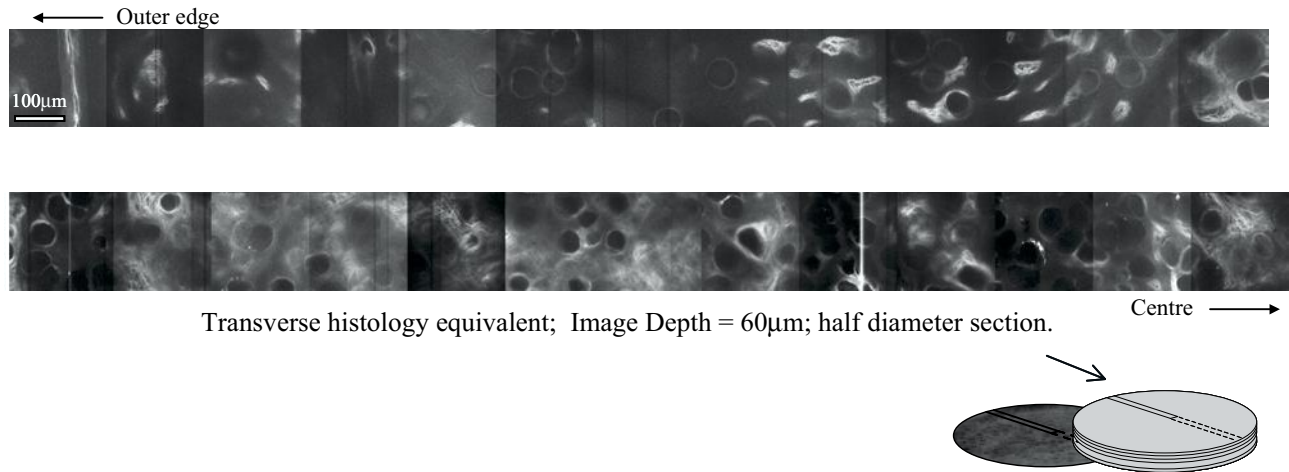 Outer edge
100μm
Centre
Transverse histology equivalent; Image Depth = 60μm; half diameter section.